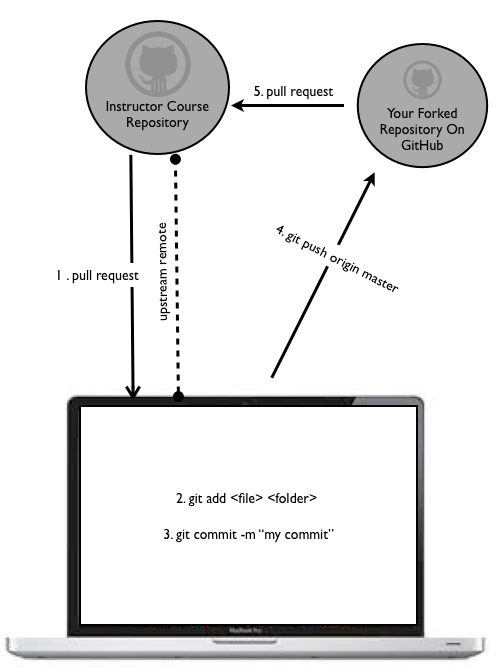 Instructor Course
Repository
5. pull request
Your Forked
Repository On
GitHub
1 . pull request
upstream remote
4. git push origin master
2. git add <file> <folder>
3. git commit -m “my commit”
MacBook Pro